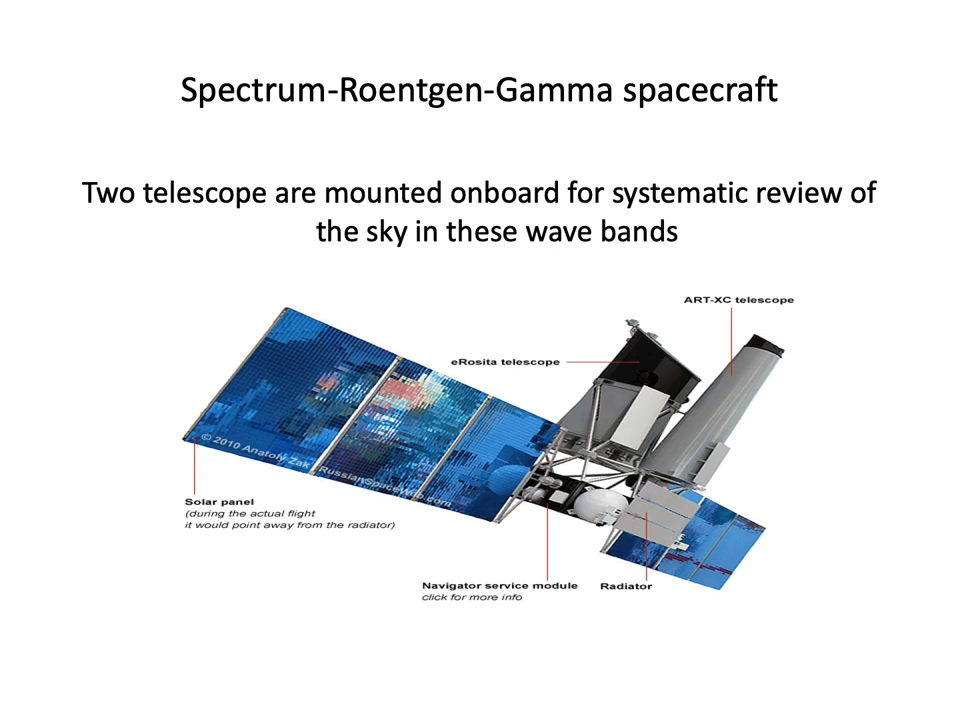 Spectrum-Roentgen-Gamma spacecraft
Two telescope are mounted onboard for systematic review of
the sky in these wave bands
ART-XC telescope
eRosita telescope
© 2010 Anatoly Zak
RussianSpaceWeb.com
Solar panel
(during the actual flight
it would point away from the radiator)
Navigator service module
click for more info
Radiator